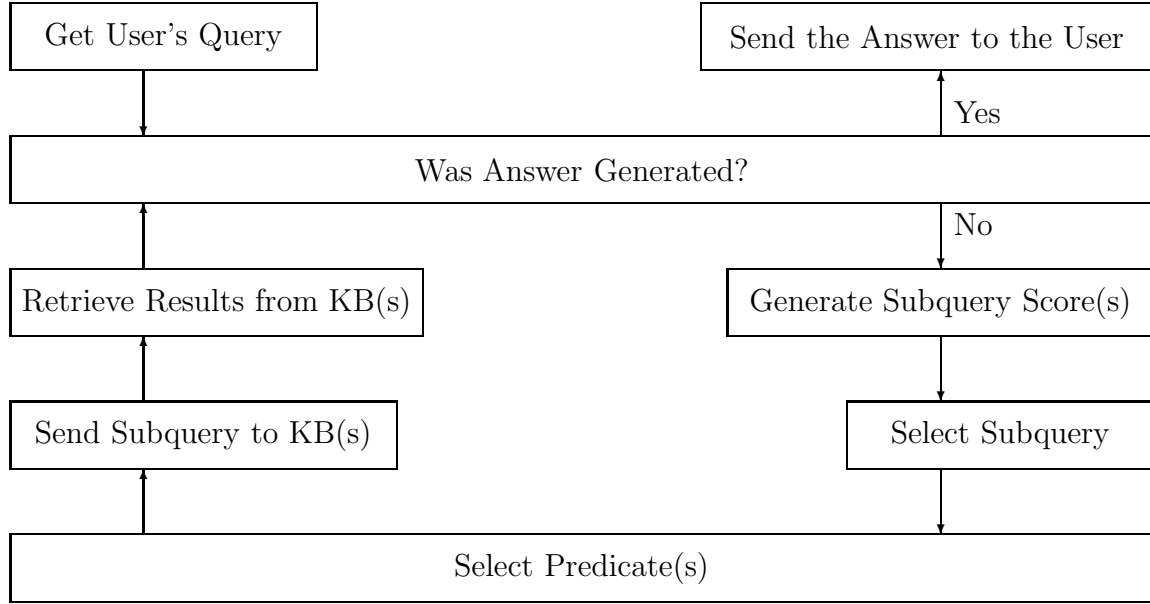 Get User's Query
Send the Answer to the User
Yes
Was Answer Generated?
No
Retrieve Results from KB(s)
Generate Subquery Score(s)
Send Subquery to KB(s)
Select Subquery
Select Predicate(s)